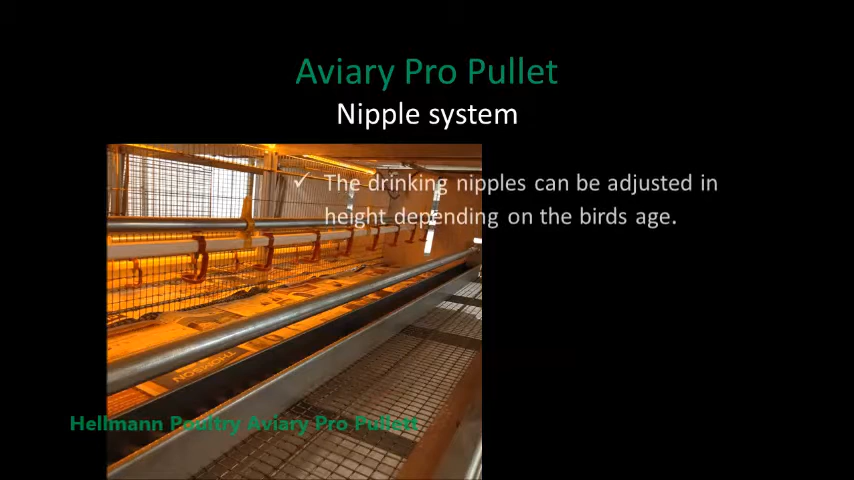 Aviary Pro Pullet
Nipple system
✓ The drinking nipples can be adjusted in
height depending on the birds age.
Hellmann Poultry Aviary Pro Pullett